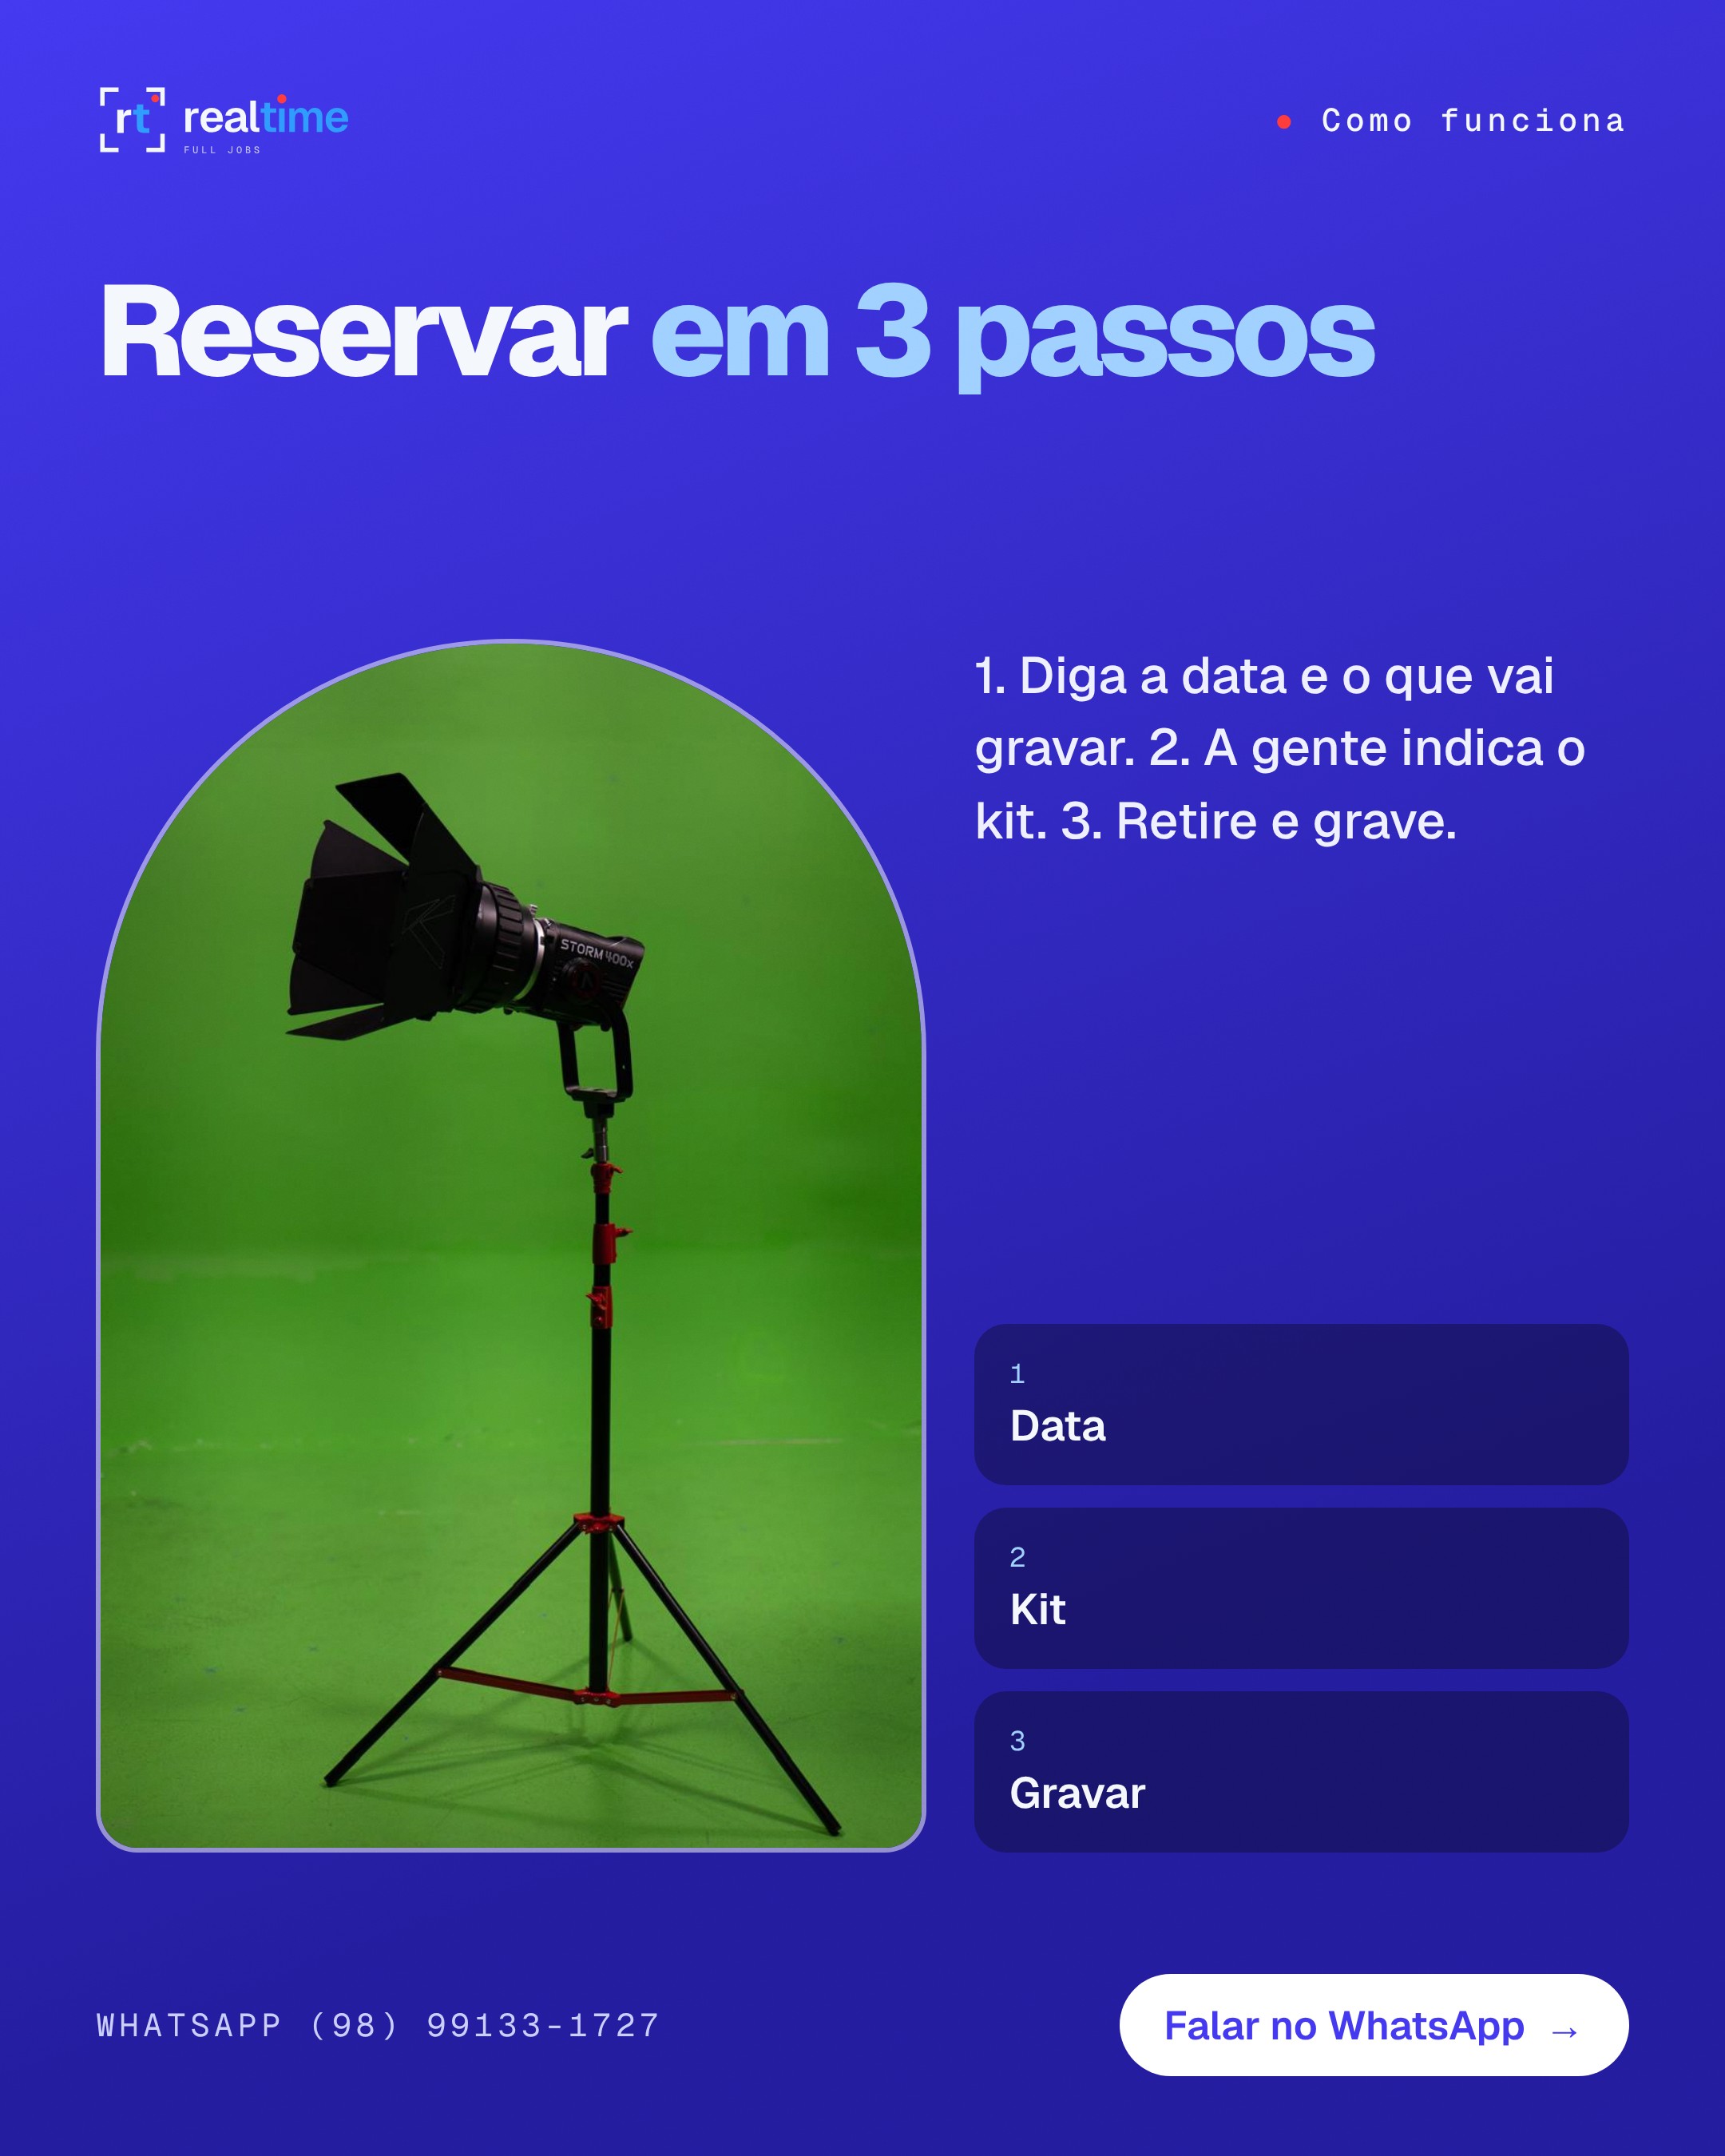 rt realtime
FULL JOBS
Como funciona
Reservar em 3 passos
1. Diga a data e o que vai
gravar. 2. A gente indica o
kit. 3. Retire e grave.
STORM 400x
1
Data
2
Kit
3
Gravar
WHATSAPP (98) 99133-1727
Falar no WhatsApp →